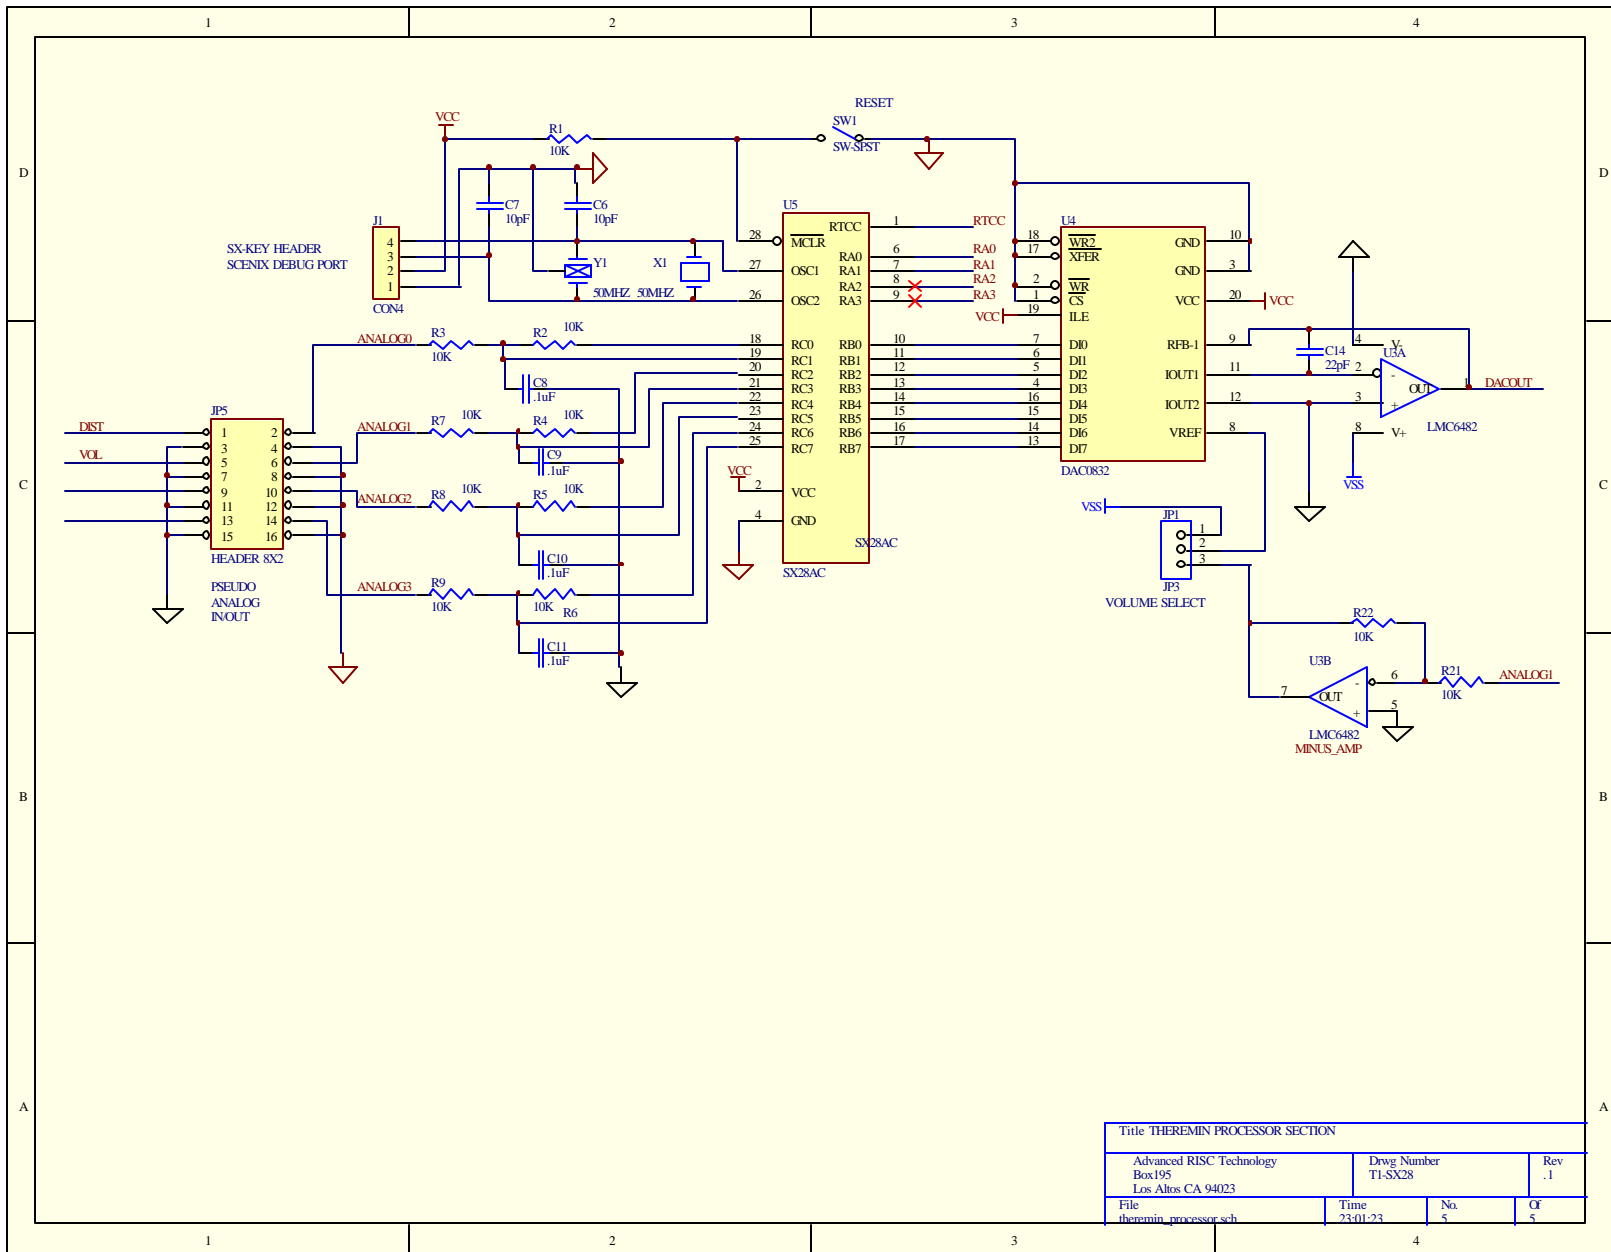 1 2 3 4
D
D
C
C
B
B
A
A
1 2 3 4
RESET
VCC
R1
10K
SW1
SW-SPST
C7
10pF
C6
10pF
J1
4
3
2
1
CON4
SX-KEY HEADER
SCENIX DEBUG PORT
Y1
50MHZ
X1
50MHZ
U5
28 MCLR
27 OSC1
26 OSC2
18 RC0
19 RC1
20 RC2
21 RC3
22 RC4
23 RC5
24 RC6
25 RC7
VCC
2 VCC
4 GND
RTCC 1 RTCC
RA0 6 RA0
RA1 7 RA1
RA2 8 RA2
RA3 9 RA3
RB0 10
RB1 11
RB2 12
RB3 13
RB4 14
RB5 15
RB6 16
RB7 17
SX28AC
SX28AC
U4
18 WR2
17 XFER
2 WR
1 CS
VCC 19 ILE
7 DI0
6 DI1
5 DI2
4 DI3
16 DI4
15 DI5
14 DI6
13 DI7
GND 10
GND 3
VCC 20 VCC
RFB-1 9
IOUT1 11
IOUT2 12
VREF 8
DAC0832
C14
22pF
4 V-
U3A
2 -
OUT 1 DACOUT
3 +
8 V+
LMC6482
VSS
ANALOG0
R3
10K
R2
10K
C8
.1uF
ANALOG1
R7
10K
R4
10K
C9
.1uF
ANALOG2
R8
10K
R5
10K
C10
.1uF
ANALOG3
R9
10K
10K
R6
C11
.1uF
JP5
DIST
VOL
1 2
3 4
5 6
7 8
9 10
11 12
13 14
15 16
HEADER 8X2
PSEUDO
ANALOG
IN/OUT
VSS
JP1
1
2
3
JP3
VOLUME SELECT
R22
10K
U3B
7 OUT
- 6
+ 5
R21
10K
ANALOG1
LMC6482
MINUS_AMP
Title THEREMIN PROCESSOR SECTION
Advanced RISC Technology
Box195
Los Altos CA 94023
Drwg Number
T1-SX28
Rev
.1
File
theremin_processor.sch
Time
23:01:23
No.
5
Of
5